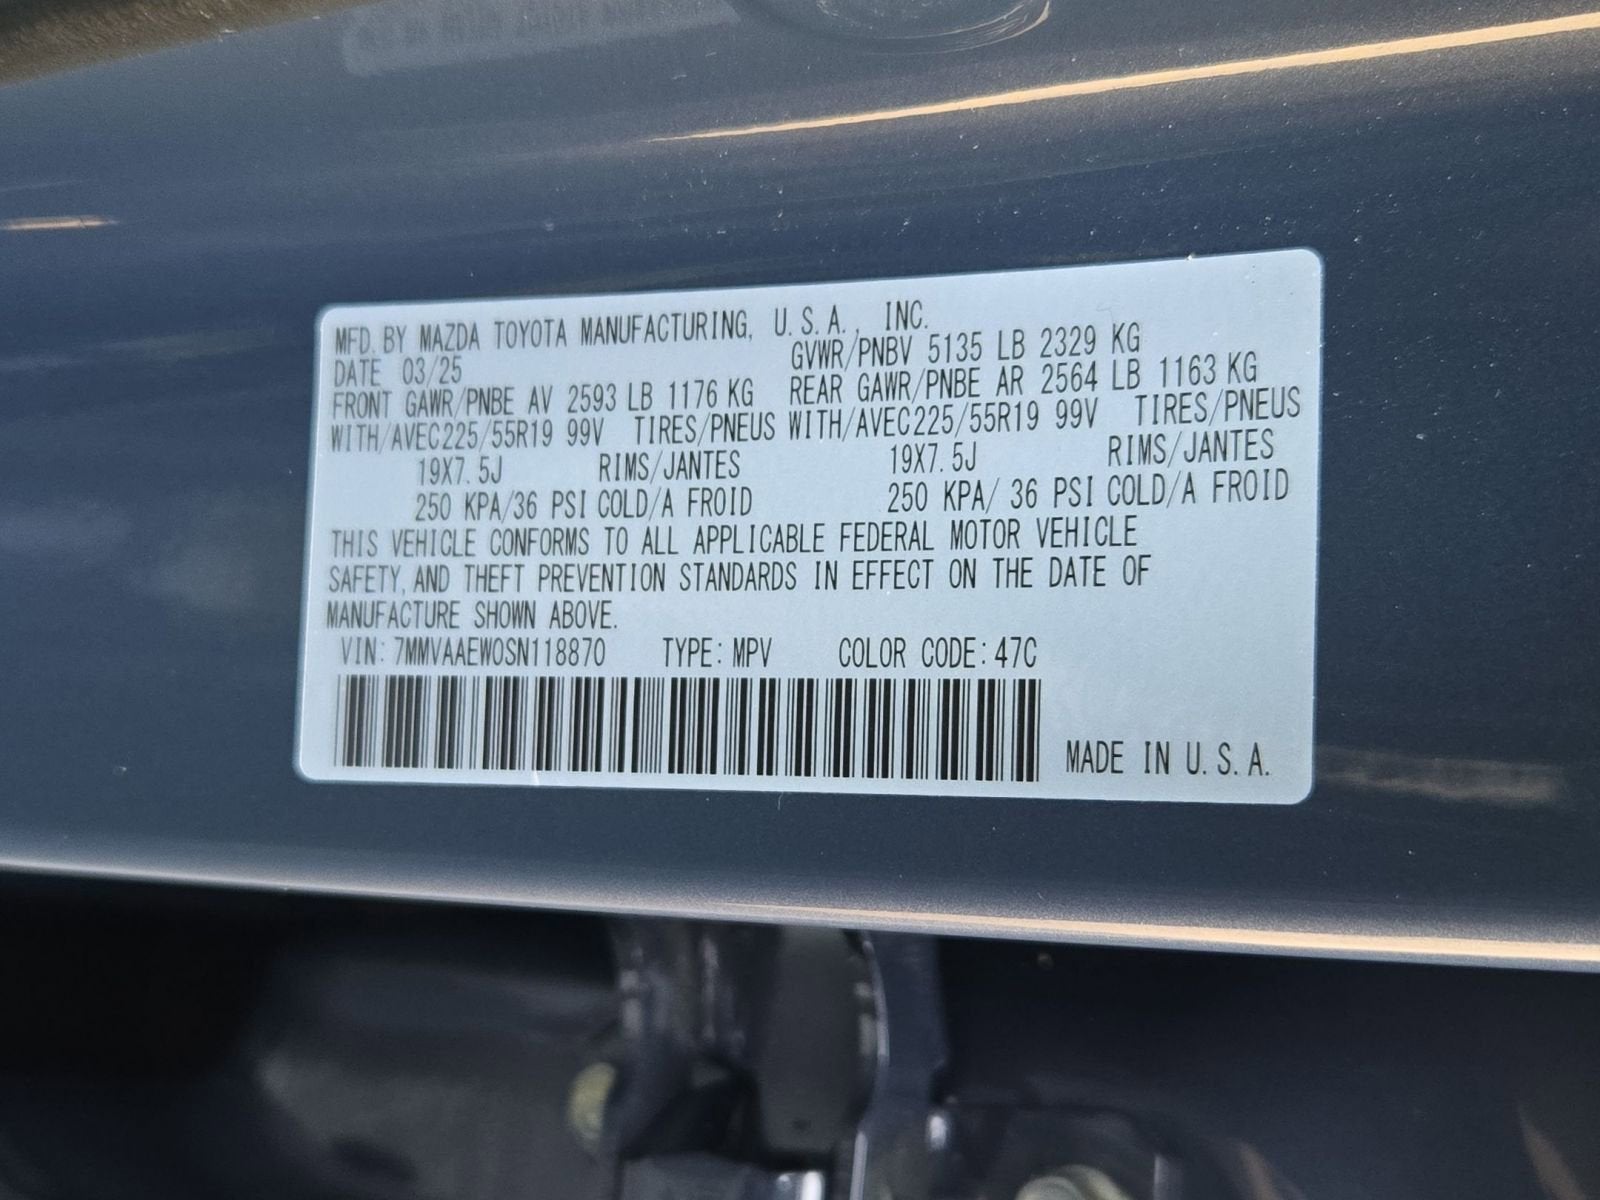 MFD. BY MAZDA TOYOTA MANUFACTURING, U.S.A., INC.
DATE 03/25 GVWR/PNBV 5135 LB 2329 KG
FRONT GAWR/PNBE AV 2593 LB 1176 KG REAR GAWR/PNBE AR 2564 LB 1163 KG
WITH/AVEC225/55R19 99V TIRES/PNEUS WITH/AVEC225/55R19 99V TIRES/PNEUS
19X7.5J RIMS/JANTES 19X7.5J RIMS/JANTES
250 KPA/36 PSI COLD/A FROID 250 KPA/ 36 PSI COLD/A FROID
THIS VEHICLE CONFORMS TO ALL APPLICABLE FEDERAL MOTOR VEHICLE
SAFETY, AND THEFT PREVENTION STANDARDS IN EFFECT ON THE DATE OF
MANUFACTURE SHOWN ABOVE.
VIN: 7MMVAAEW0SN118870 TYPE: MPV COLOR CODE: 47C
MADE IN U.S.A.